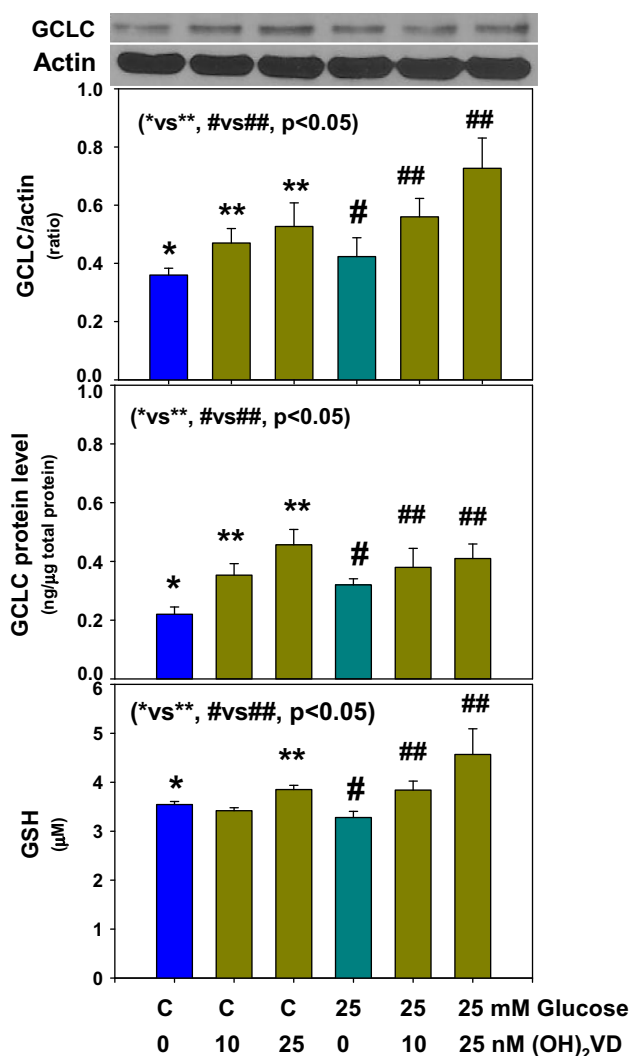 GCLC
Actin
1.0
(*vs**, #vs##, p<0.05)
##
0.8
##
**
**
#
0.6
*
0.4
0.2
0.0
GCLC/actin
(ratio)
1.0
(*vs**, #vs##, p<0.05)
0.8
0.6
**
##
##
**
#
0.4
*
0.2
0.0
GCLC protein level
(ng/μg total protein)
6
(*vs**, #vs##, p<0.05)
##
5
**
##
*
#
4
3
2
1
0
GSH
(μM)
C C C 25 25 25 mM Glucose
0 10 25 0 10 25 nM (OH)₂VD